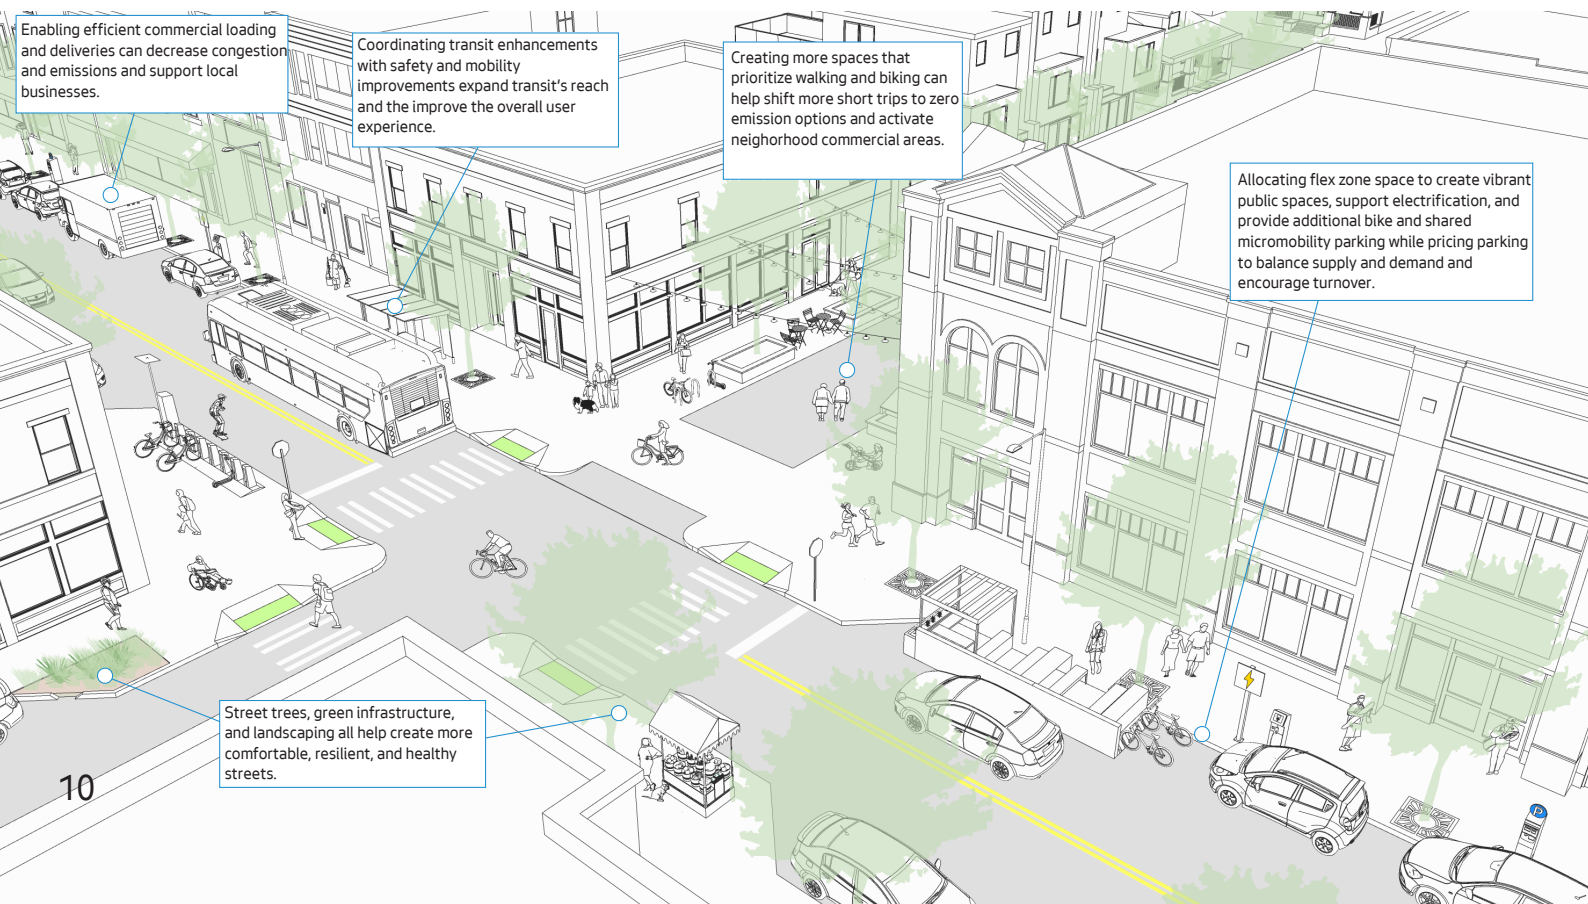 Enabling efficient commercial loading
and deliveries can decrease congestion
and emissions and support local
businesses.
Coordinating transit enhancements
with safety and mobility
improvements expand transit's reach
and the improve the overall user
experience.
Creating more spaces that
prioritize walking and biking can
help shift more short trips to zero
emission options and activate
neighorhood commercial areas.
Allocating flex zone space to create vibrant
public spaces, support electrification, and
provide additional bike and shared
micromobility parking while pricing parking
to balance supply and demand and
encourage turnover.
Street trees, green infrastructure,
and landscaping all help create more
comfortable, resilient, and healthy
streets.
10
P